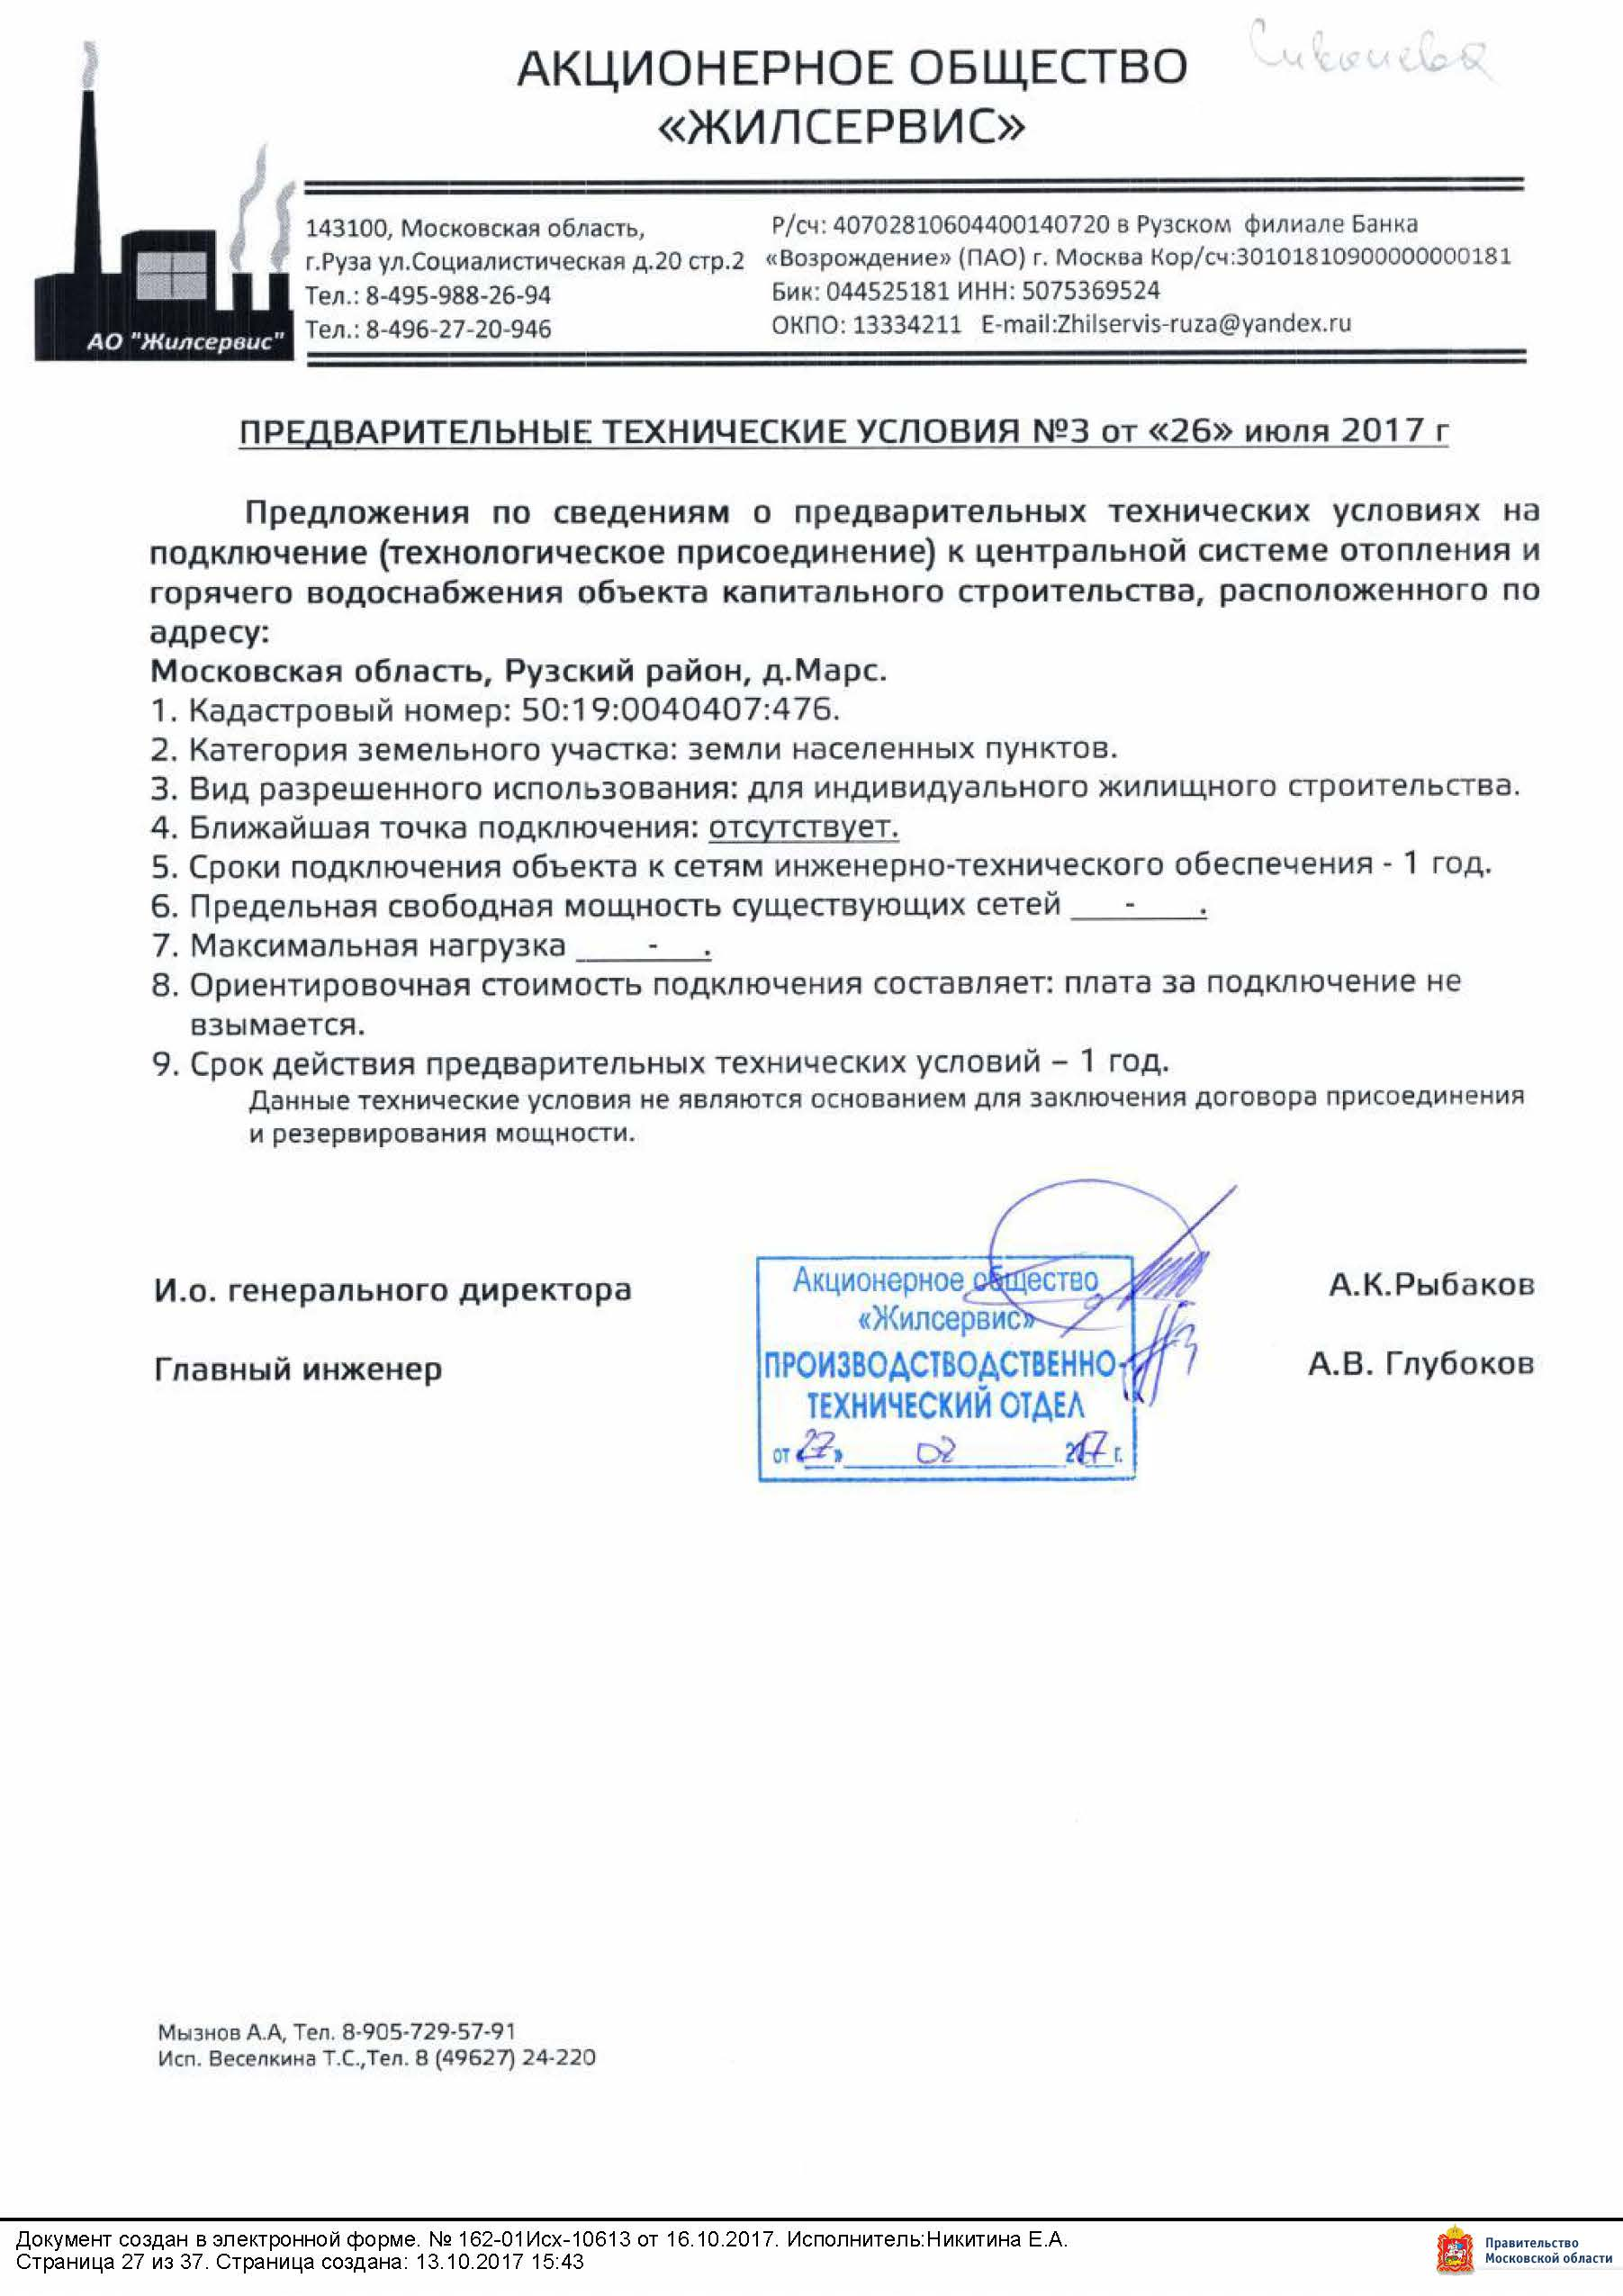 АКЦИОНЕРНОЕ ОБЩЕСТВО
«ЖИЛСЕРВИС»
АО "Жилсервис"
143100, Московская область,
г.Руза ул.Социалистическая д.20 стр.2
Тел.: 8-495-988-26-94
Тел.: 8-496-27-20-946
Р/сч: 40702810604400140720 в Рузском филиале Банка
«Возрождение» (ПАО) г. Москва Кор/сч:30101810900000000181
Бик: 044525181 ИНН: 5075369524
ОКПО: 13334211 E-mail:Zhilservis-ruza@yandex.ru
ПРЕДВАРИТЕЛЬНЫЕ ТЕХНИЧЕСКИЕ УСЛОВИЯ №3 от «26» июля 2017 г
Предложения по сведениям о предварительных технических условиях на
подключение (технологическое присоединение) к центральной системе отопления и
горячего водоснабжения объекта капитального строительства, расположенного по
адресу:
Московская область, Рузский район, д.Марс.
1. Кадастровый номер: 50:19:0040407:476.
2. Категория земельного участка: земли населенных пунктов.
3. Вид разрешенного использования: для индивидуального жилищного строительства.
4. Ближайшая точка подключения: отсутствует.
5. Сроки подключения объекта к сетям инженерно-технического обеспечения - 1 год.
6. Предельная свободная мощность существующих сетей ___-___.
7. Максимальная нагрузка ___-___.
8. Ориентировочная стоимость подключения составляет: плата за подключение не
взымается.
9. Срок действия предварительных технических условий – 1 год.
Данные технические условия не являются основанием для заключения договора присоединения
и резервирования мощности.
И.о. генерального директора
А.К.Рыбаков
Главный инженер
А.В. Глубоков
Акционерное общество
«Жилсервис»
ПРОИЗВОДСТВОДСТВЕННО-
ТЕХНИЧЕСКИЙ ОТДЕЛ
от «27» 02 2017 г.
Мызнов А.А, Тел. 8-905-729-57-91
Исп. Веселкина Т.С.,Тел. 8 (49627) 24-220
Документ создан в электронной форме. № 162-01Исх-10613 от 16.10.2017. Исполнитель:Никитина Е.А.
Страница 27 из 37. Страница создана: 13.10.2017 15:43
Правительство
Московской области